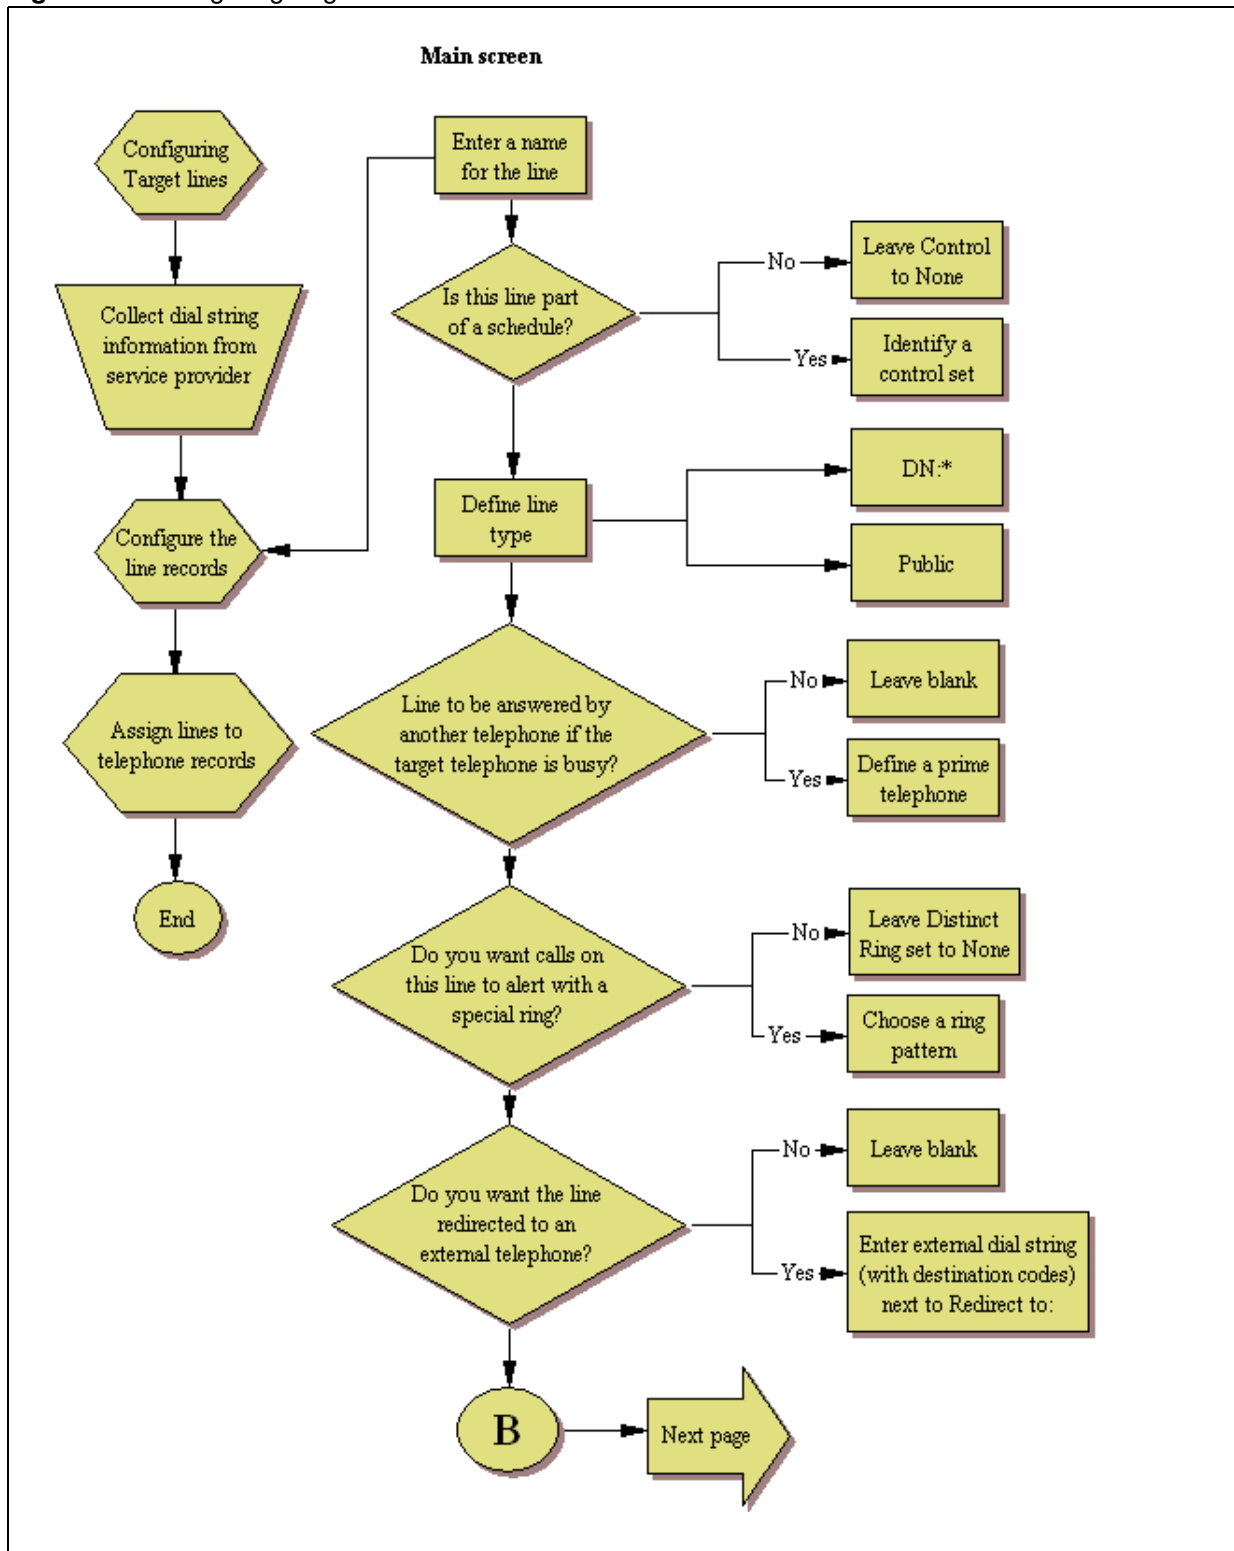 Main screen
Configuring
Target lines
Collect dial string
information from
service provider
Configure the
line records
Assign lines to
telephone records
End
Enter a name
for the line
Is this line part
of a schedule?
No
Leave Control
to None
Yes
Identify a
control set
Define line
type
DN:*
Public
Line to be answered by
another telephone if the
target telephone is busy?
No
Leave blank
Yes
Define a prime
telephone
Do you want calls on
this line to alert with a
special ring?
No
Leave Distinct
Ring set to None
Yes
Choose a ring
pattern
Do you want the line
redirected to an
external telephone?
No
Leave blank
Yes
Enter external dial string
(with destination codes)
next to Redirect to:
B
Next page